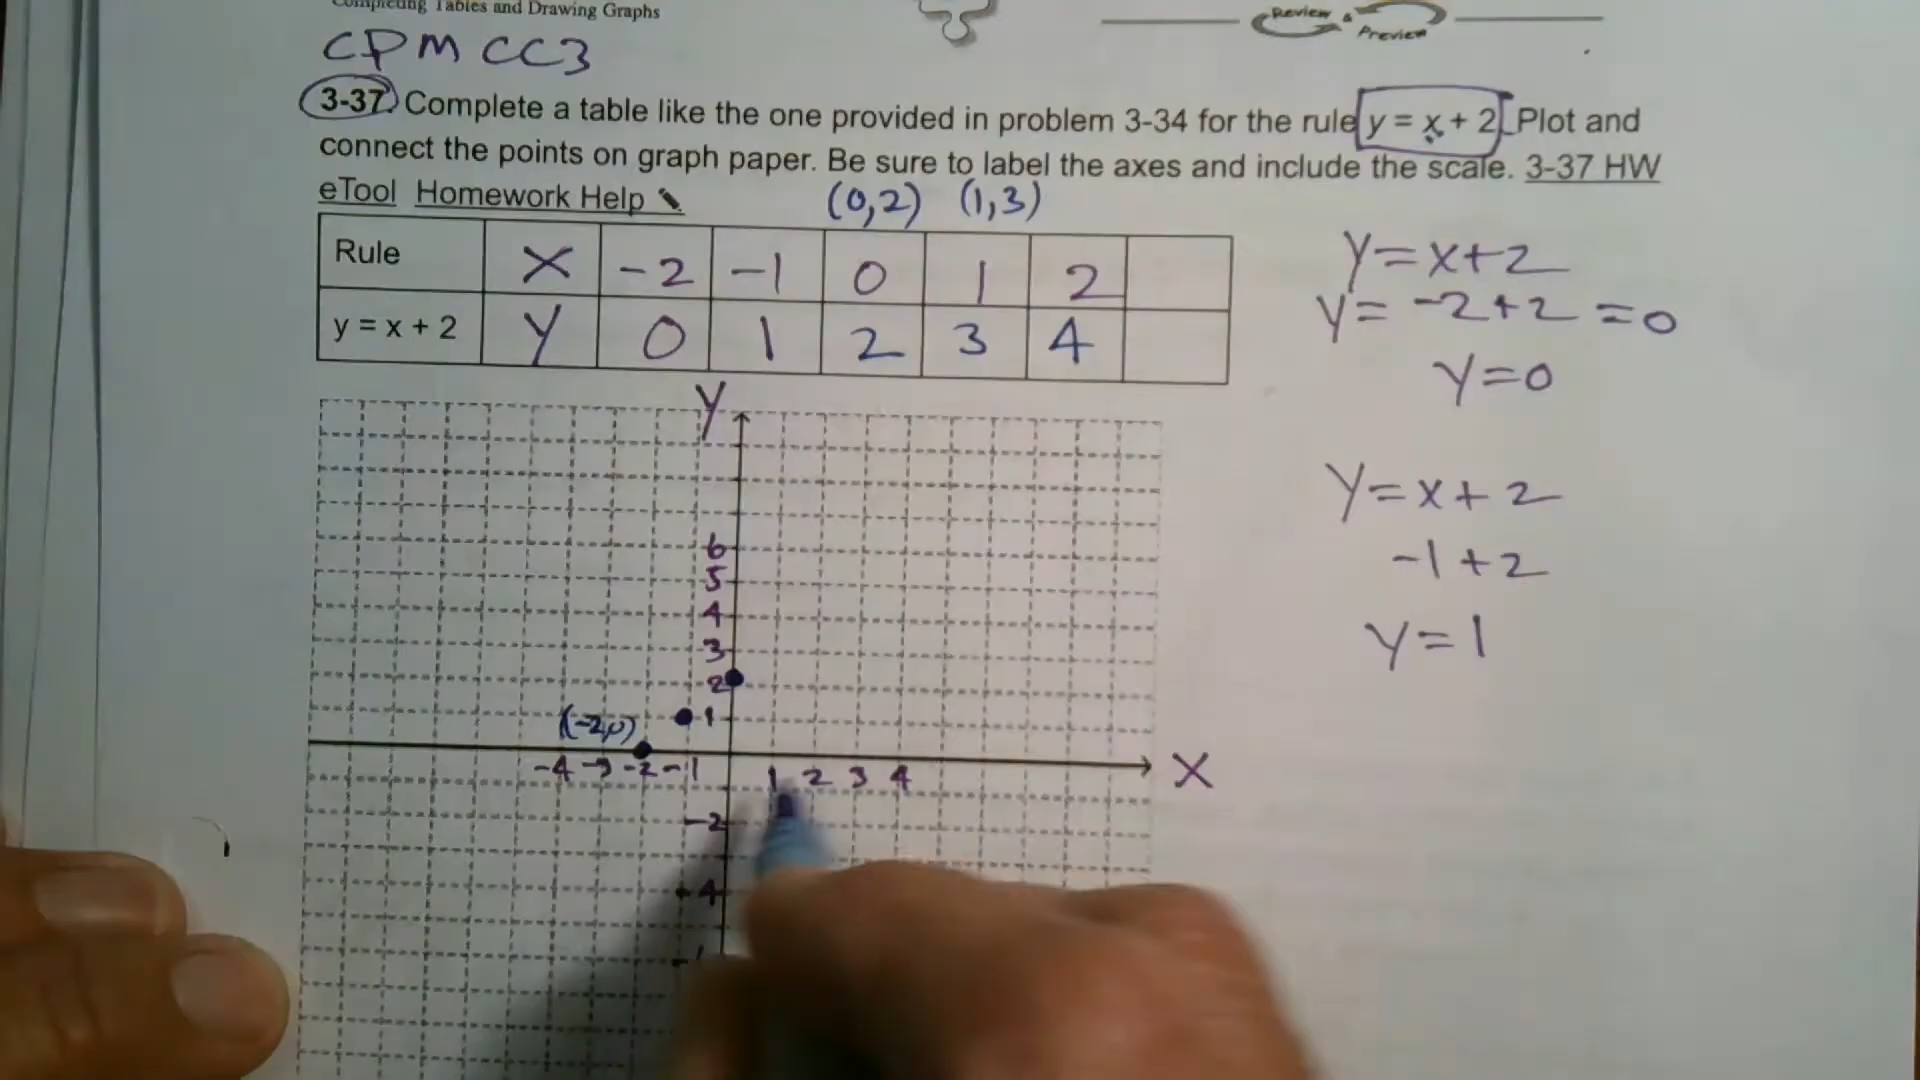 Completing Tables and Drawing Graphs
Review &
Preview
CPM CC3
3-37. Complete a table like the one provided in problem 3-34 for the rule y = x + 2. Plot and
connect the points on graph paper. Be sure to label the axes and include the scale. 3-37 HW
eTool Homework Help
(0,2) (1,3)
Rule X -2 -1 0 1 2
y = x + 2 Y 0 1 2 3 4
y=x+2
y= -2+2 =0
y=0
y=x+2
-1+2
y=1
Y
6
5
4
3
2
1
(-2,0)
-4 -3 -2 -1 1 2 3 4 X
-2
-4